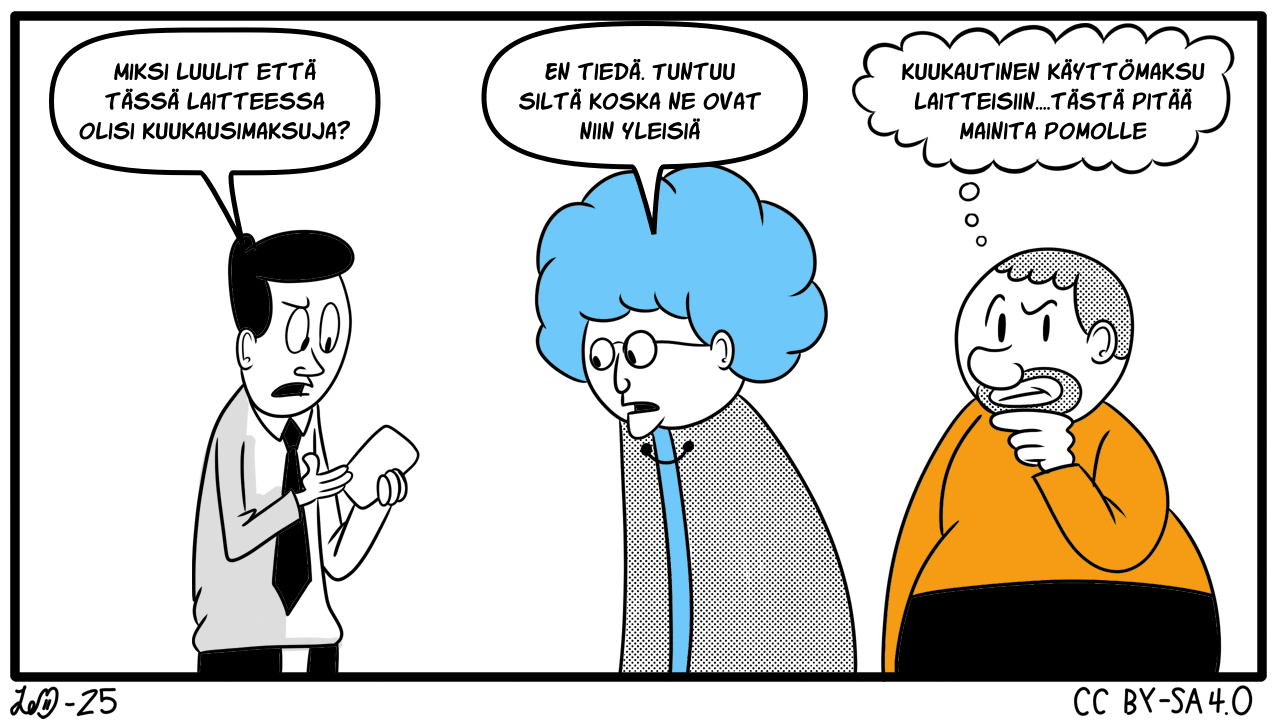 MIKSI LUULIT ETTÄ
TÄSSÄ LAITTEESSA
OLISI KUUKAUSIMAKSUJA?
EN TIEDÄ. TUNTUU
SILTÄ KOSKA NE OVAT
NIIN YLEISIÄ
KUUKAUTINEN KÄYTTÖMAKSU
LAITTEISIIN....TÄSTÄ PITÄÄ
MAINITA POMOLLE
-25
CC BY-SA 4.0